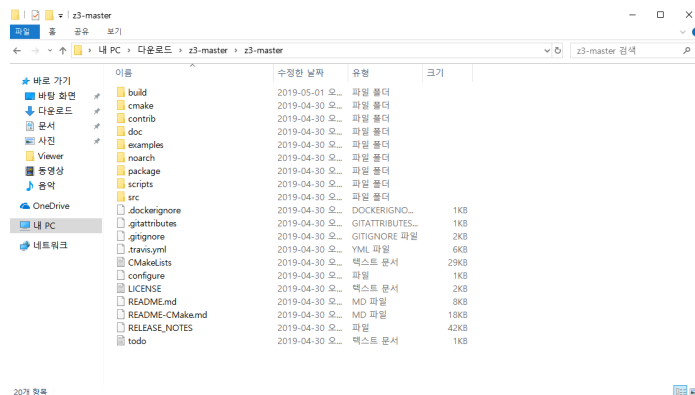 z3-master
파일 홈 공유 보기
내 PC > 다운로드 > z3-master > z3-master
z3-master 검색
이름 수정한 날짜 유형 크기
바로 가기
바탕 화면
다운로드
문서
사진
Viewer
동영상
음악
OneDrive
내 PC
네트워크
build 2019-05-01 오... 파일 폴더
cmake 2019-04-30 오... 파일 폴더
contrib 2019-04-30 오... 파일 폴더
doc 2019-04-30 오... 파일 폴더
examples 2019-04-30 오... 파일 폴더
noarch 2019-04-30 오... 파일 폴더
package 2019-04-30 오... 파일 폴더
scripts 2019-04-30 오... 파일 폴더
src 2019-04-30 오... 파일 폴더
.dockerignore 2019-04-30 오... DOCKERIGNO... 1KB
.gitattributes 2019-04-30 오... GITATTRIBUTES... 1KB
.gitignore 2019-04-30 오... GITIGNORE 파일 2KB
.travis.yml 2019-04-30 오... YML 파일 6KB
CMakeLists 2019-04-30 오... 텍스트 문서 29KB
configure 2019-04-30 오... 파일 1KB
LICENSE 2019-04-30 오... 텍스트 문서 2KB
README.md 2019-04-30 오... MD 파일 8KB
README-CMake.md 2019-04-30 오... MD 파일 18KB
RELEASE_NOTES 2019-04-30 오... 파일 42KB
todo 2019-04-30 오... 텍스트 문서 1KB
20개 항목